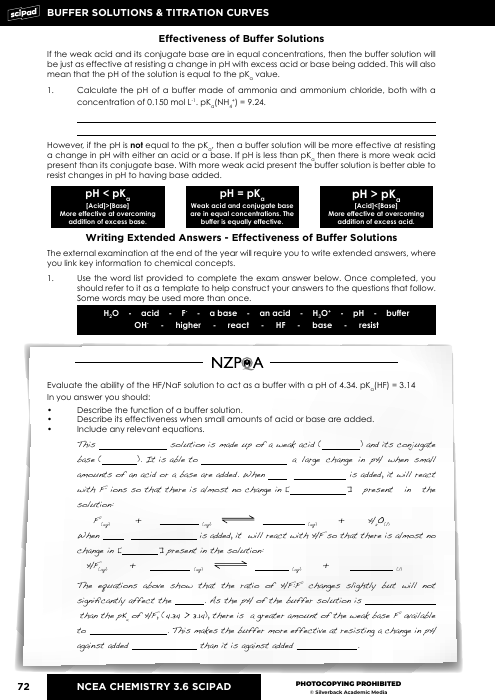 scipad BUFFER SOLUTIONS & TITRATION CURVES
Effectiveness of Buffer Solutions
If the weak acid and its conjugate base are in equal concentrations, then the buffer solution will
be just as effective at resisting a change in pH with excess acid or base being added. This will also
mean that the pH of the solution is equal to the pKₐ value.
1. Calculate the pH of a buffer made of ammonia and ammonium chloride, both with a
concentration of 0.150 mol L⁻¹. pKₐ(NH₄⁺) = 9.24.
However, if the pH is not equal to the pKₐ, then a buffer solution will be more effective at resisting
a change in pH with either an acid or a base. If pH is less than pKₐ then there is more weak acid
present than its conjugate base. With more weak acid present the buffer solution is better able to
resist changes in pH to having base added.
pH < pKₐ
[Acid]>[Base]
More effective at overcoming
addition of excess base.
pH = pKₐ
Weak acid and conjugate base
are in equal concentrations. The
buffer is equally effective.
pH > pKₐ
[Acid]<[Base]
More effective at overcoming
addition of excess acid.
Writing Extended Answers - Effectiveness of Buffer Solutions
The external examination at the end of the year will require you to write extended answers, where
you link key information to chemical concepts.
1. Use the word list provided to complete the exam answer below. Once completed, you
should refer to it as a template to help construct your answers to the questions that follow.
Some words may be used more than once.
H₂O - acid - F⁻ - a base - an acid - H₃O⁺ - pH - buffer
OH⁻ - higher - react - HF - base - resist
NZPQA
Evaluate the ability of the HF/NaF solution to act as a buffer with a pH of 4.34. pKₐ(HF) = 3.14
In you answer you should:
• Describe the function of a buffer solution.
• Describe its effectiveness when small amounts of acid or base are added.
• Include any relevant equations.
This ________ solution is made up of a weak acid (________) and its conjugate
base (________). It is able to ________ a large change in pH when small
amounts of an acid or a base are added. When ____ ________ is added, it will react
with F⁻ ions so that there is almost no change in [________] present in the
solution:
F⁻(aq) + ________(aq) ⇌ ________(aq) + H₂O(l)
When ____ ________ is added, it will react with HF so that there is almost no
change in [________] present in the solution:
HF(aq) + ________(aq) ⇌ ________(aq) + ________(l)
The equations above show that the ratio of HF:F⁻ changes slightly but will not
significantly affect the ______. As the pH of the buffer solution is ________
than the pKₐ of HF, (4.34 > 3.14), there is a greater amount of the weak base F⁻ available
to ________. This makes the buffer more effective at resisting a change in pH
against added ________ than it is against added ________.
72 NCEA CHEMISTRY 3.6 SCIPAD PHOTOCOPYING PROHIBITED
© Silverback Academic Media